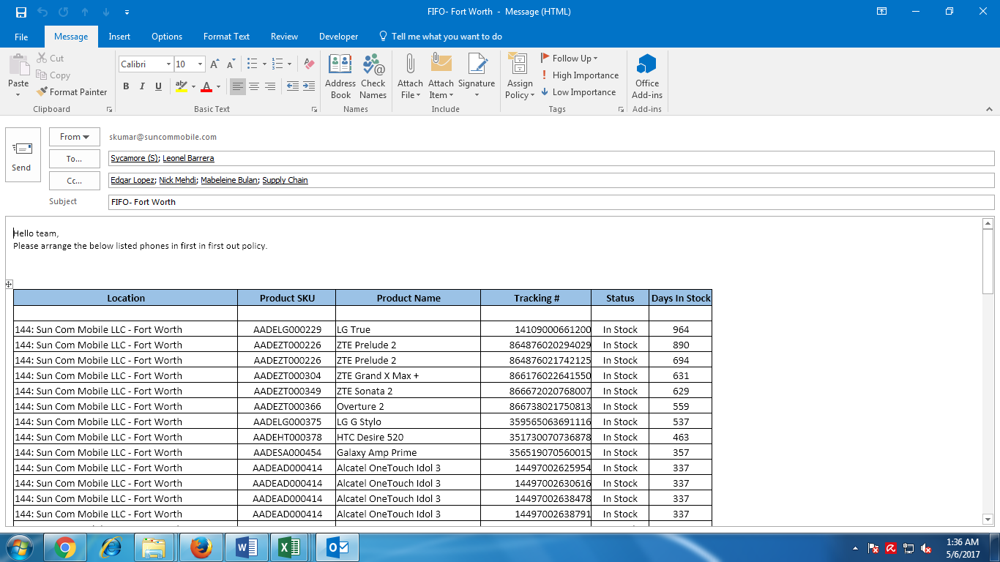 FIFO- Fort Worth - Message (HTML)
File Message Insert Options Format Text Review Developer Tell me what you want to do
Paste
Cut
Copy
Format Painter
Clipboard
Calibri 10
B I U
Basic Text
Address Book
Check Names
Names
Attach File
Attach Item
Signature
Include
Assign Policy
Follow Up
High Importance
Low Importance
Tags
Office Add-ins
Add-ins
Send
From skumar@suncommobile.com
To... Sycamore (S); Leonel Barrera
Cc... Edgar Lopez; Nick Mehdi; Mabeleine Bulan; Supply Chain
Subject FIFO- Fort Worth
Hello team,
Please arrange the below listed phones in first in first out policy.
Location Product SKU Product Name Tracking # Status Days In Stock
144: Sun Com Mobile LLC - Fort Worth AADELG000229 LG True 14109000661200 In Stock 964
144: Sun Com Mobile LLC - Fort Worth AADEZT000226 ZTE Prelude 2 864876020294029 In Stock 890
144: Sun Com Mobile LLC - Fort Worth AADEZT000226 ZTE Prelude 2 864876021742125 In Stock 694
144: Sun Com Mobile LLC - Fort Worth AADEZT000304 ZTE Grand X Max + 866176022641550 In Stock 631
144: Sun Com Mobile LLC - Fort Worth AADEZT000349 ZTE Sonata 2 866672020768007 In Stock 629
144: Sun Com Mobile LLC - Fort Worth AADEZT000366 Overture 2 866738021750813 In Stock 559
144: Sun Com Mobile LLC - Fort Worth AADELG000375 LG G Stylo 359565063691116 In Stock 537
144: Sun Com Mobile LLC - Fort Worth AADEHT000378 HTC Desire 520 351730070736878 In Stock 463
144: Sun Com Mobile LLC - Fort Worth AADESA000454 Galaxy Amp Prime 356519070560015 In Stock 357
144: Sun Com Mobile LLC - Fort Worth AADEAD000414 Alcatel OneTouch Idol 3 14497002625954 In Stock 337
144: Sun Com Mobile LLC - Fort Worth AADEAD000414 Alcatel OneTouch Idol 3 14497002630616 In Stock 337
144: Sun Com Mobile LLC - Fort Worth AADEAD000414 Alcatel OneTouch Idol 3 14497002638478 In Stock 337
144: Sun Com Mobile LLC - Fort Worth AADEAD000414 Alcatel OneTouch Idol 3 14497002638791 In Stock 337
1:36 AM
5/6/2017